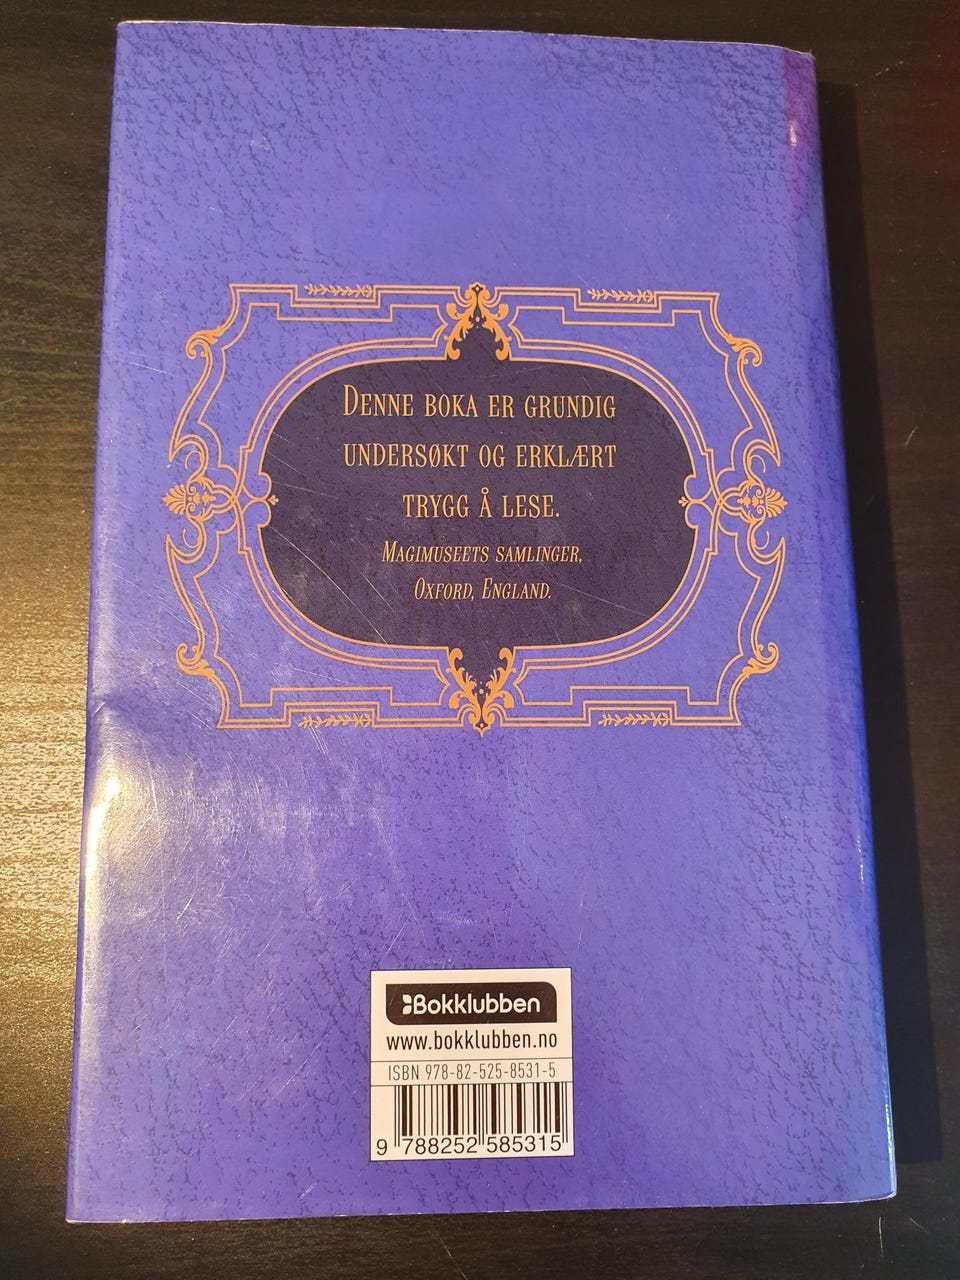 DENNE BOKA ER GRUNDIG
UNDERSØKT OG ERKLÆRT
TRYGG Å LESE.
MAGIMUSEETS SAMLINGER,
OXFORD, ENGLAND.
Bokklubben
www.bokklubben.no
ISBN 978-82-525-8531-5
9 788252 585315